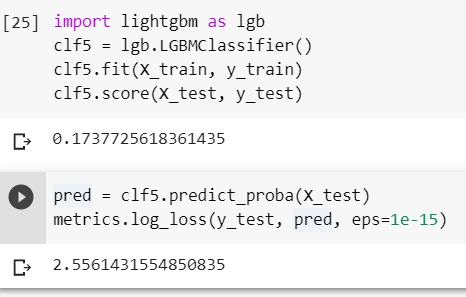 [25] import lightgbm as lgb
clf5 = lgb.LGBMClassifier()
clf5.fit(X_train, y_train)
clf5.score(X_test, y_test)
0.1737725618361435
pred = clf5.predict_proba(X_test)
metrics.log_loss(y_test, pred, eps=1e-15)
2.5561431554850835